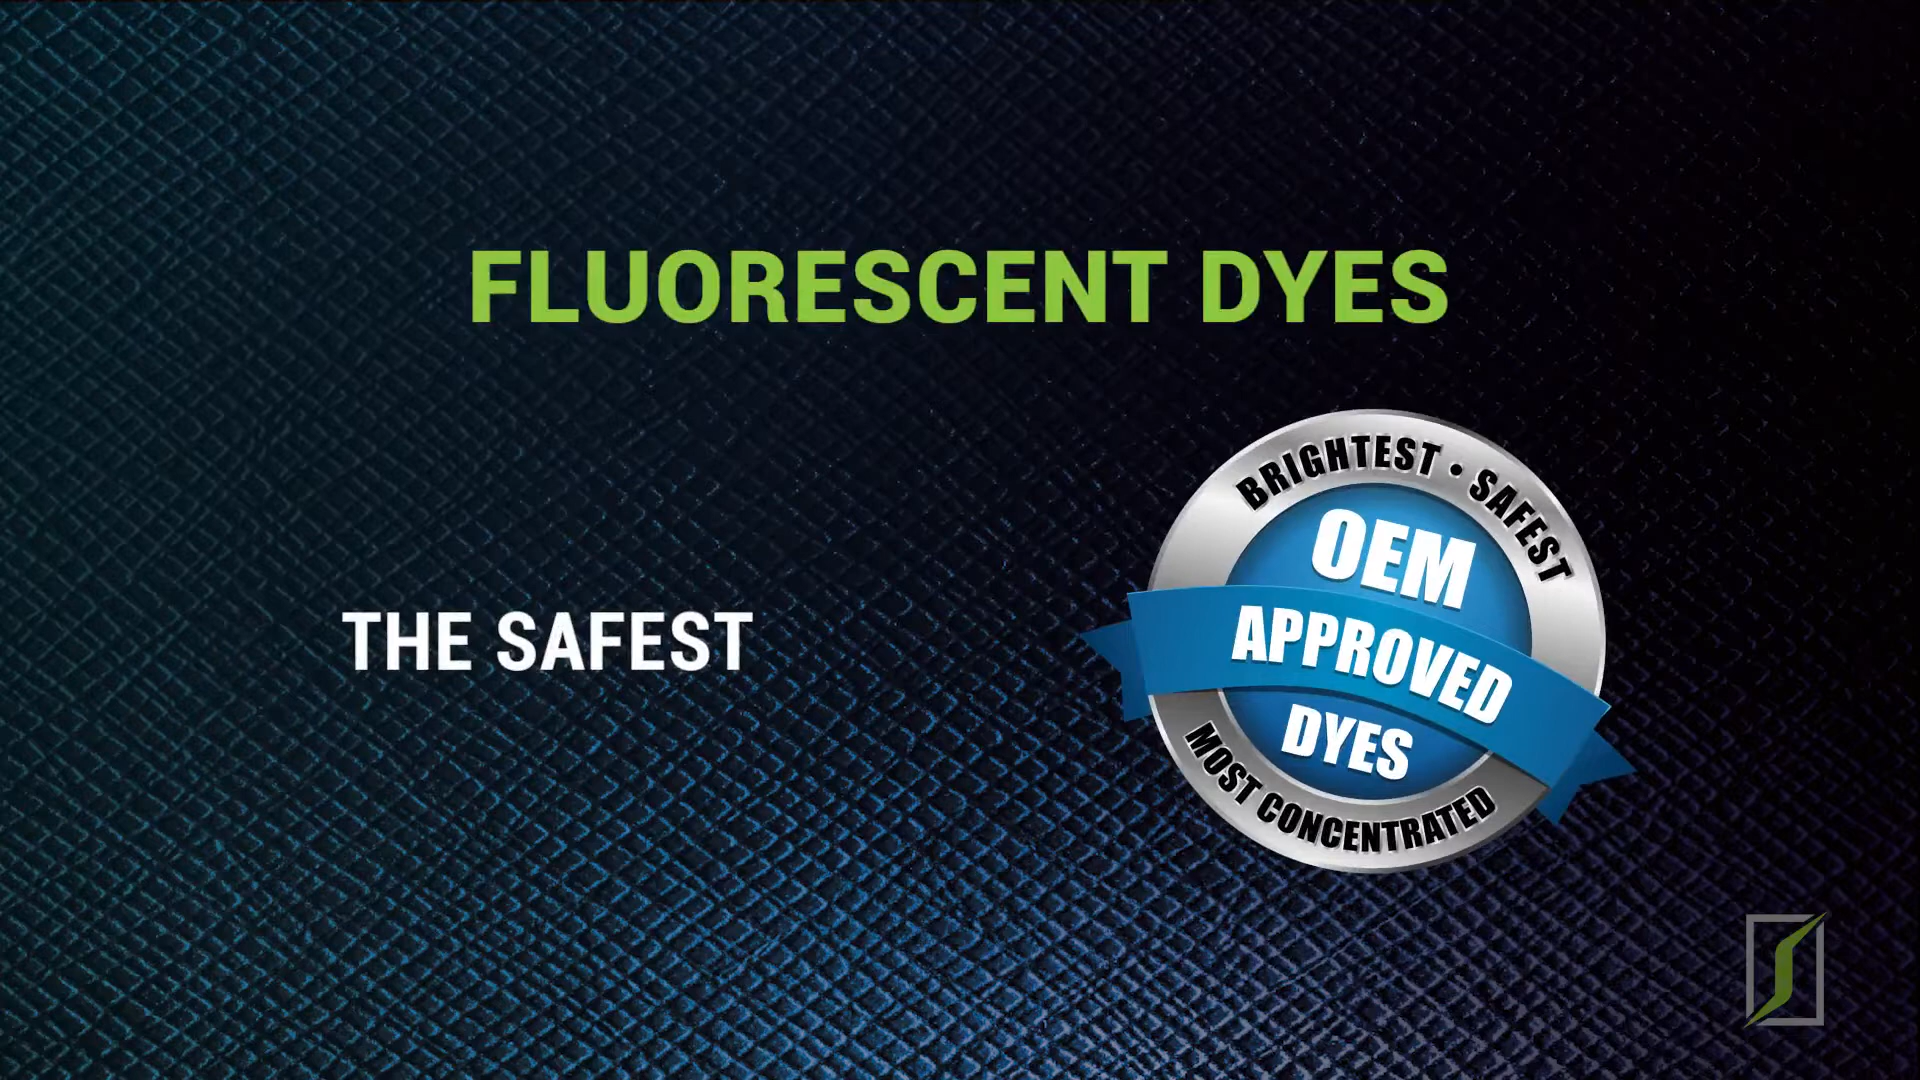 FLUORESCENT DYES
THE SAFEST
BRIGHTEST • SAFEST
OEM
APPROVED
DYES
MOST CONCENTRATED